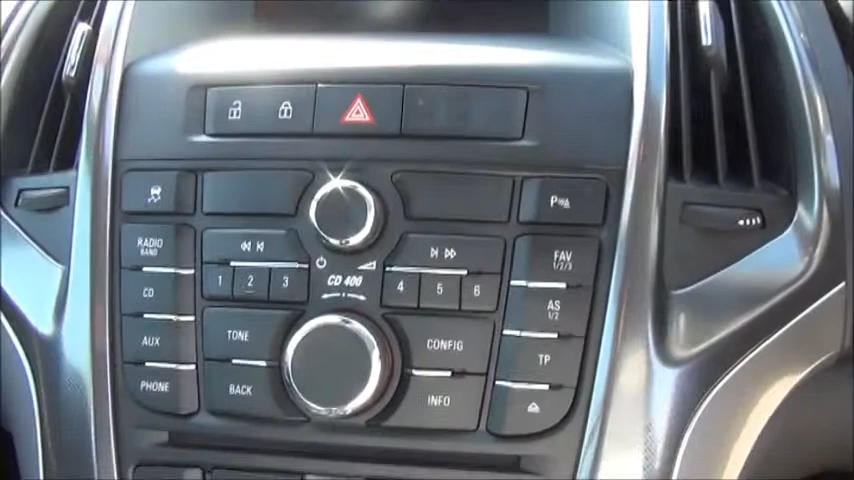 P
RADIO
BAND
FAV
1/2/3
1 2 3
CD 400
4 5 6
CD
AS
1/2
AUX
TONE
CONFIG
TP
PHONE
BACK
INFO